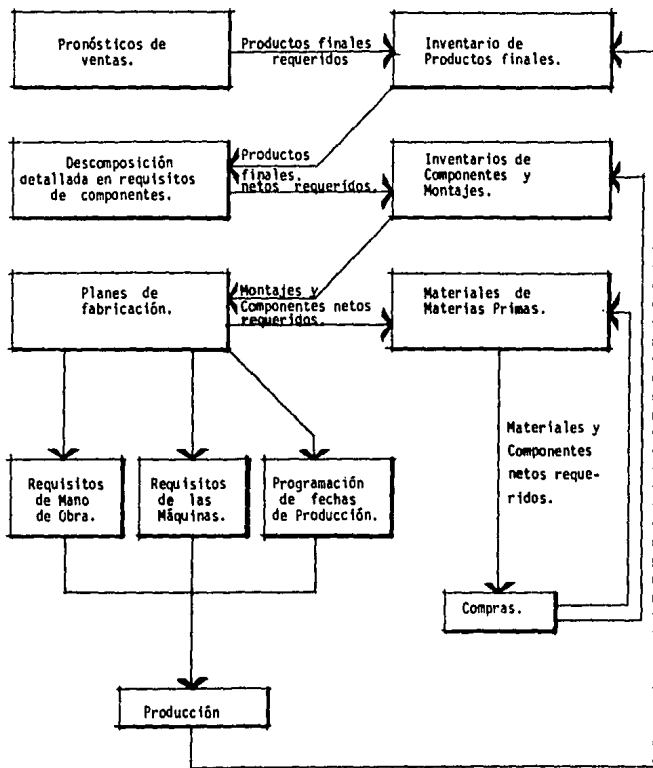 Pronósticos de
ventas.
Productos finales
requeridos
Inventario de
Productos finales.
Descomposición
detallada en requisitos
de componentes.
Productos
finales.
netos requeridos.
Inventarios de
Componentes y
Montajes.
Planes de
fabricación.
Montajes y
Componentes netos
requeridos.
Materiales de
Materias Primas.
Materiales y
Componentes
netos reque-
ridos.
Requisitos
de Mano
de Obra.
Requisitos
de las
Máquinas.
Programación
de fechas
de Producción.
Compras.
Producción